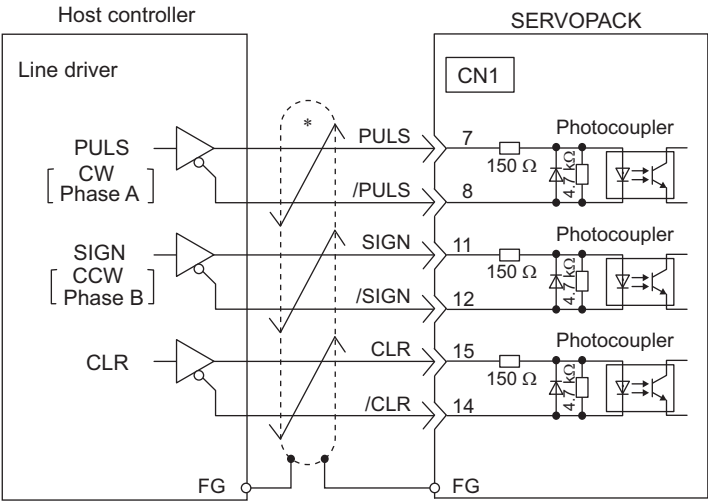 Host controller
SERVOPACK
Line driver
CN1
*
PULS
CW
Phase A
PULS
7
150 Ω
4.7 kΩ
Photocoupler
/PULS
8
SIGN
CCW
Phase B
SIGN
11
150 Ω
4.7 kΩ
Photocoupler
/SIGN
12
CLR
CLR
15
150 Ω
4.7 kΩ
Photocoupler
/CLR
14
FG
FG